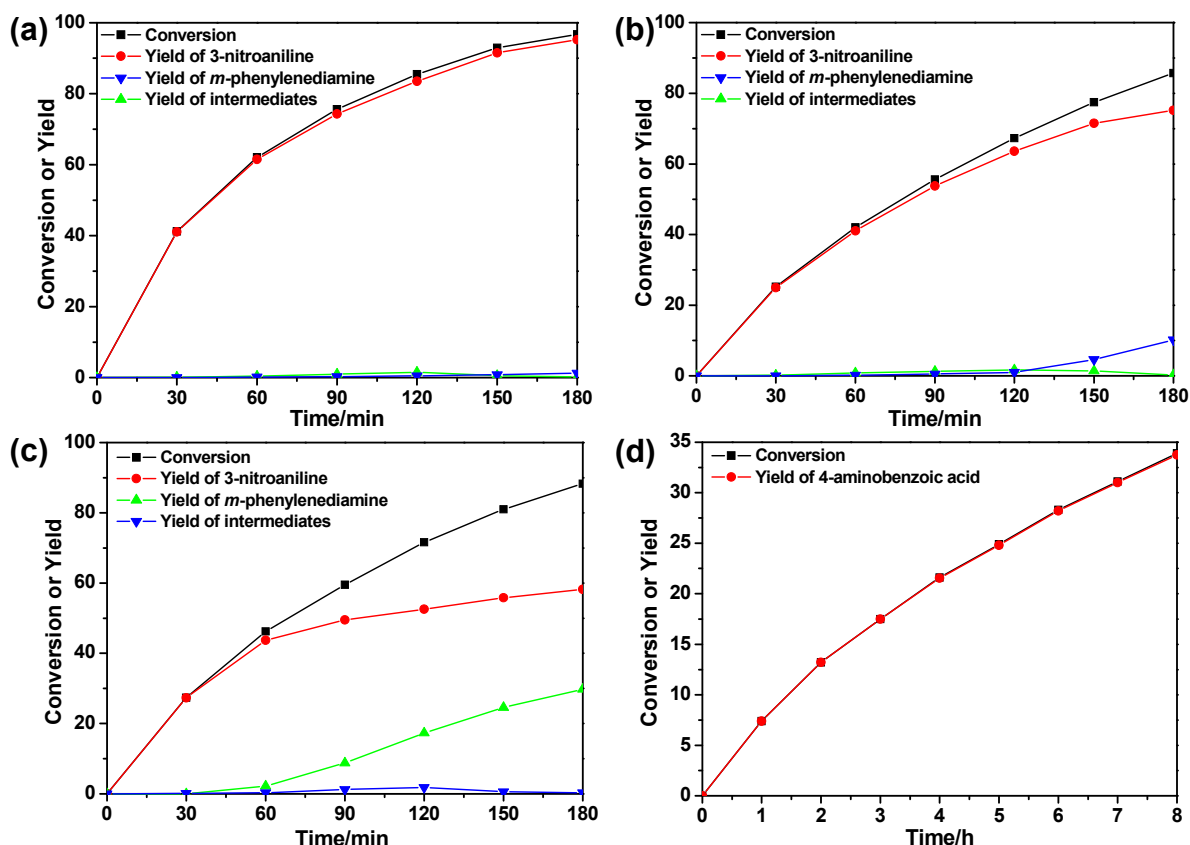 (a)
Conversion
Yield of 3-nitroaniline
Yield of m-phenylenediamine
Yield of intermediates
Conversion or Yield
100
80
60
40
20
0
0 30 60 90 120 150 180
Time/min
(b)
Conversion
Yield of 3-nitroaniline
Yield of m-phenylenediamine
Yield of intermediates
Conversion or Yield
100
80
60
40
20
0
0 30 60 90 120 150 180
Time/min
(c)
Conversion
Yield of 3-nitroaniline
Yield of m-phenylenediamine
Yield of intermediates
Conversion or Yield
100
80
60
40
20
0
0 30 60 90 120 150 180
Time/min
(d)
Conversion
Yield of 4-aminobenzoic acid
Conversion or Yield
35
30
25
20
15
10
5
0
0 1 2 3 4 5 6 7 8
Time/h